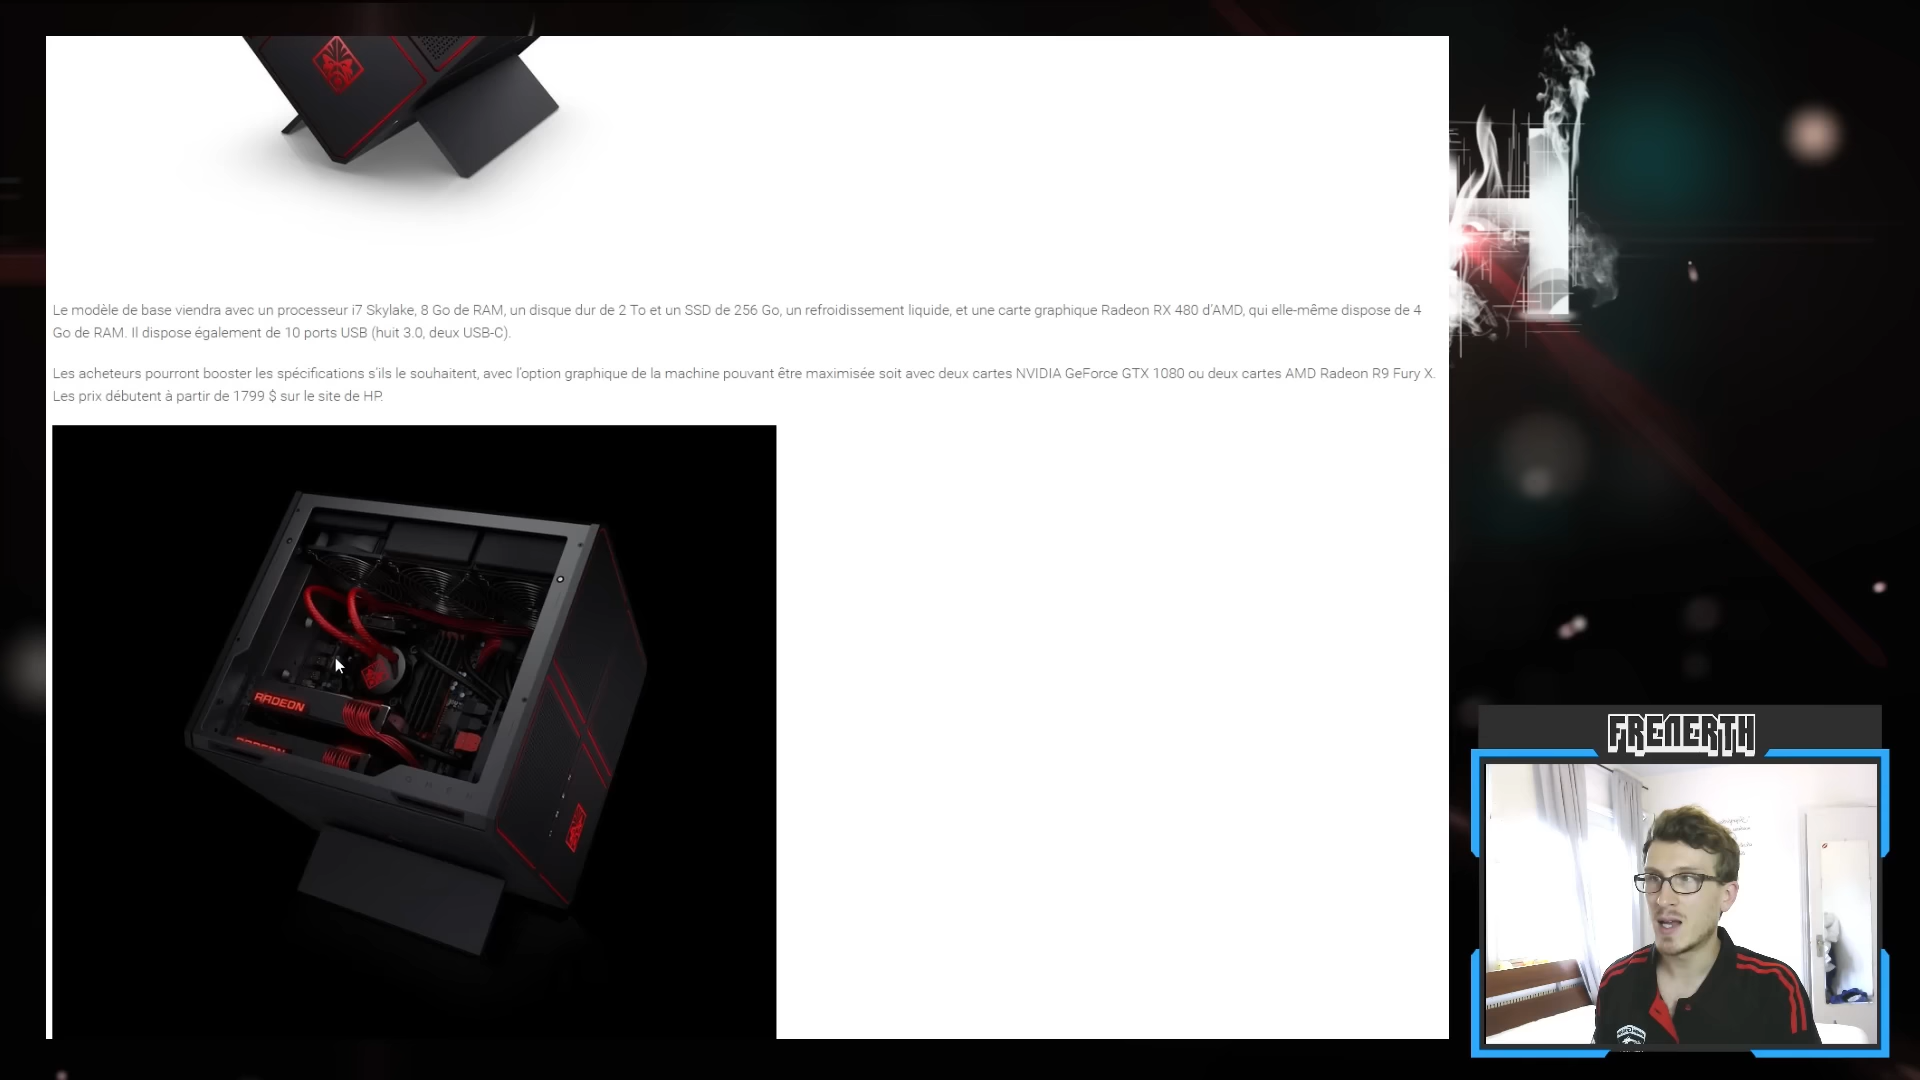 Le modèle de base viendra avec un processeur i7 Skylake, 8 Go de RAM, un disque dur de 2 To et un SSD de 256 Go, un refroidissement liquide, et une carte graphique Radeon RX 480 d’AMD, qui elle-même dispose de 4
Go de RAM. Il dispose également de 10 ports USB (huit 3.0, deux USB-C).
Les acheteurs pourront booster les spécifications s’ils le souhaitent, avec l’option graphique de la machine pouvant être maximisée soit avec deux cartes NVIDIA GeForce GTX 1080 ou deux cartes AMD Radeon R9 Fury X.
Les prix débutent à partir de 1799 $ sur le site de HP.
RADEON
RADEON
OMEN
FRENERTH